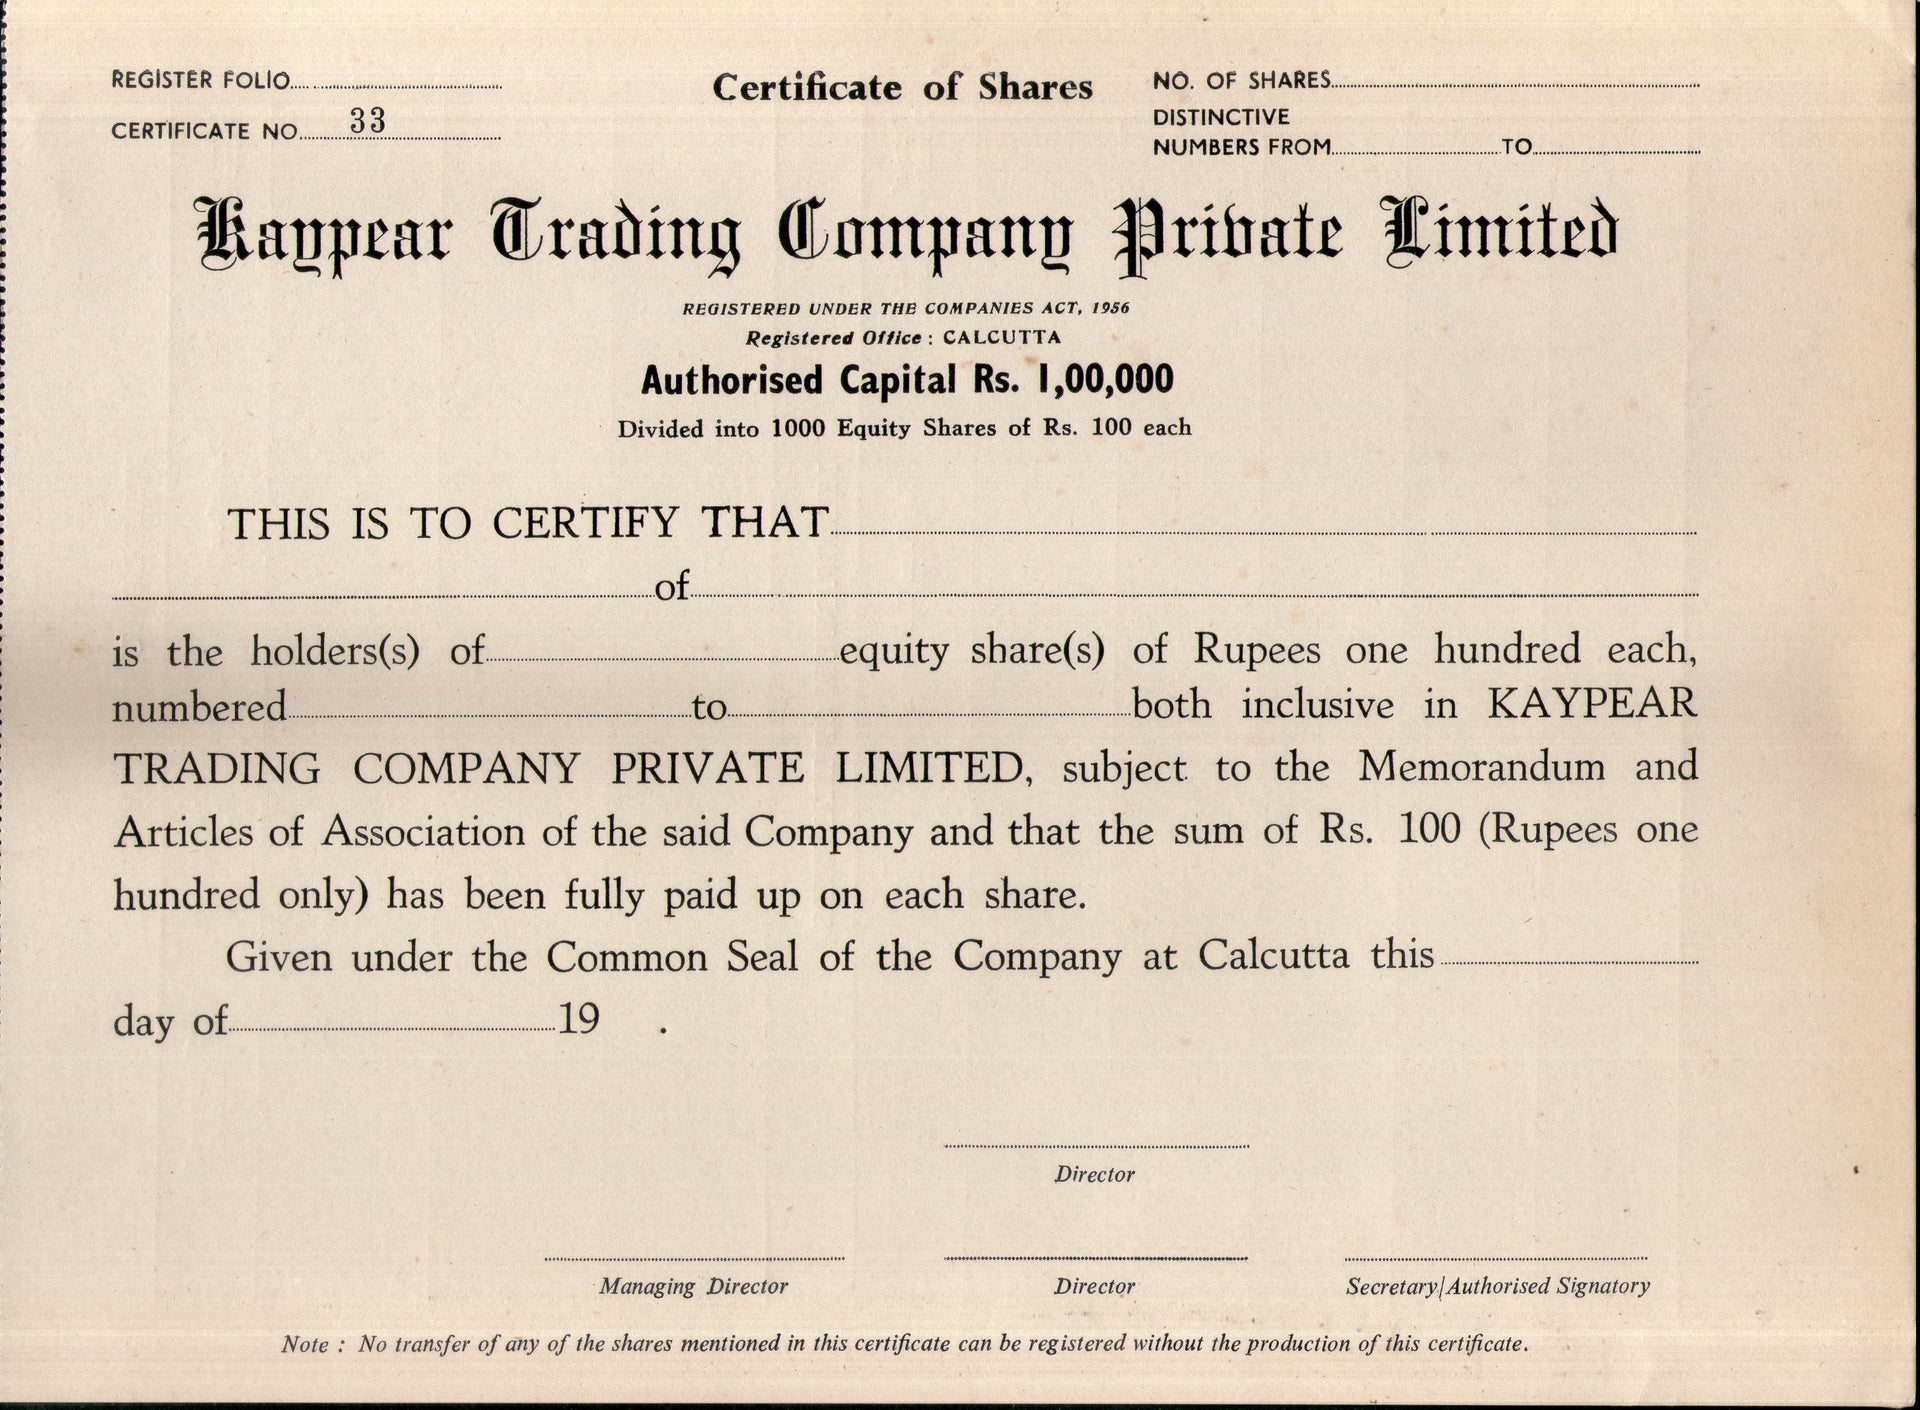 REGISTER FOLIO
CERTIFICATE NO. 33
Certificate of Shares
NO. OF SHARES
DISTINCTIVE
NUMBERS FROM TO
Kaypear Trading Company Private Limited
REGISTERED UNDER THE COMPANIES ACT, 1956
Registered Office : CALCUTTA
Authorised Capital Rs. 1,00,000
Divided into 1000 Equity Shares of Rs. 100 each
THIS IS TO CERTIFY THAT
of
is the holders(s) of equity share(s) of Rupees one hundred each,
numbered to both inclusive in KAYPEAR
TRADING COMPANY PRIVATE LIMITED, subject to the Memorandum and
Articles of Association of the said Company and that the sum of Rs. 100 (Rupees one
hundred only) has been fully paid up on each share.
Given under the Common Seal of the Company at Calcutta this
day of 19 .
Director
Managing Director Director Secretary/Authorised Signatory
Note : No transfer of any of the shares mentioned in this certificate can be registered without the production of this certificate.